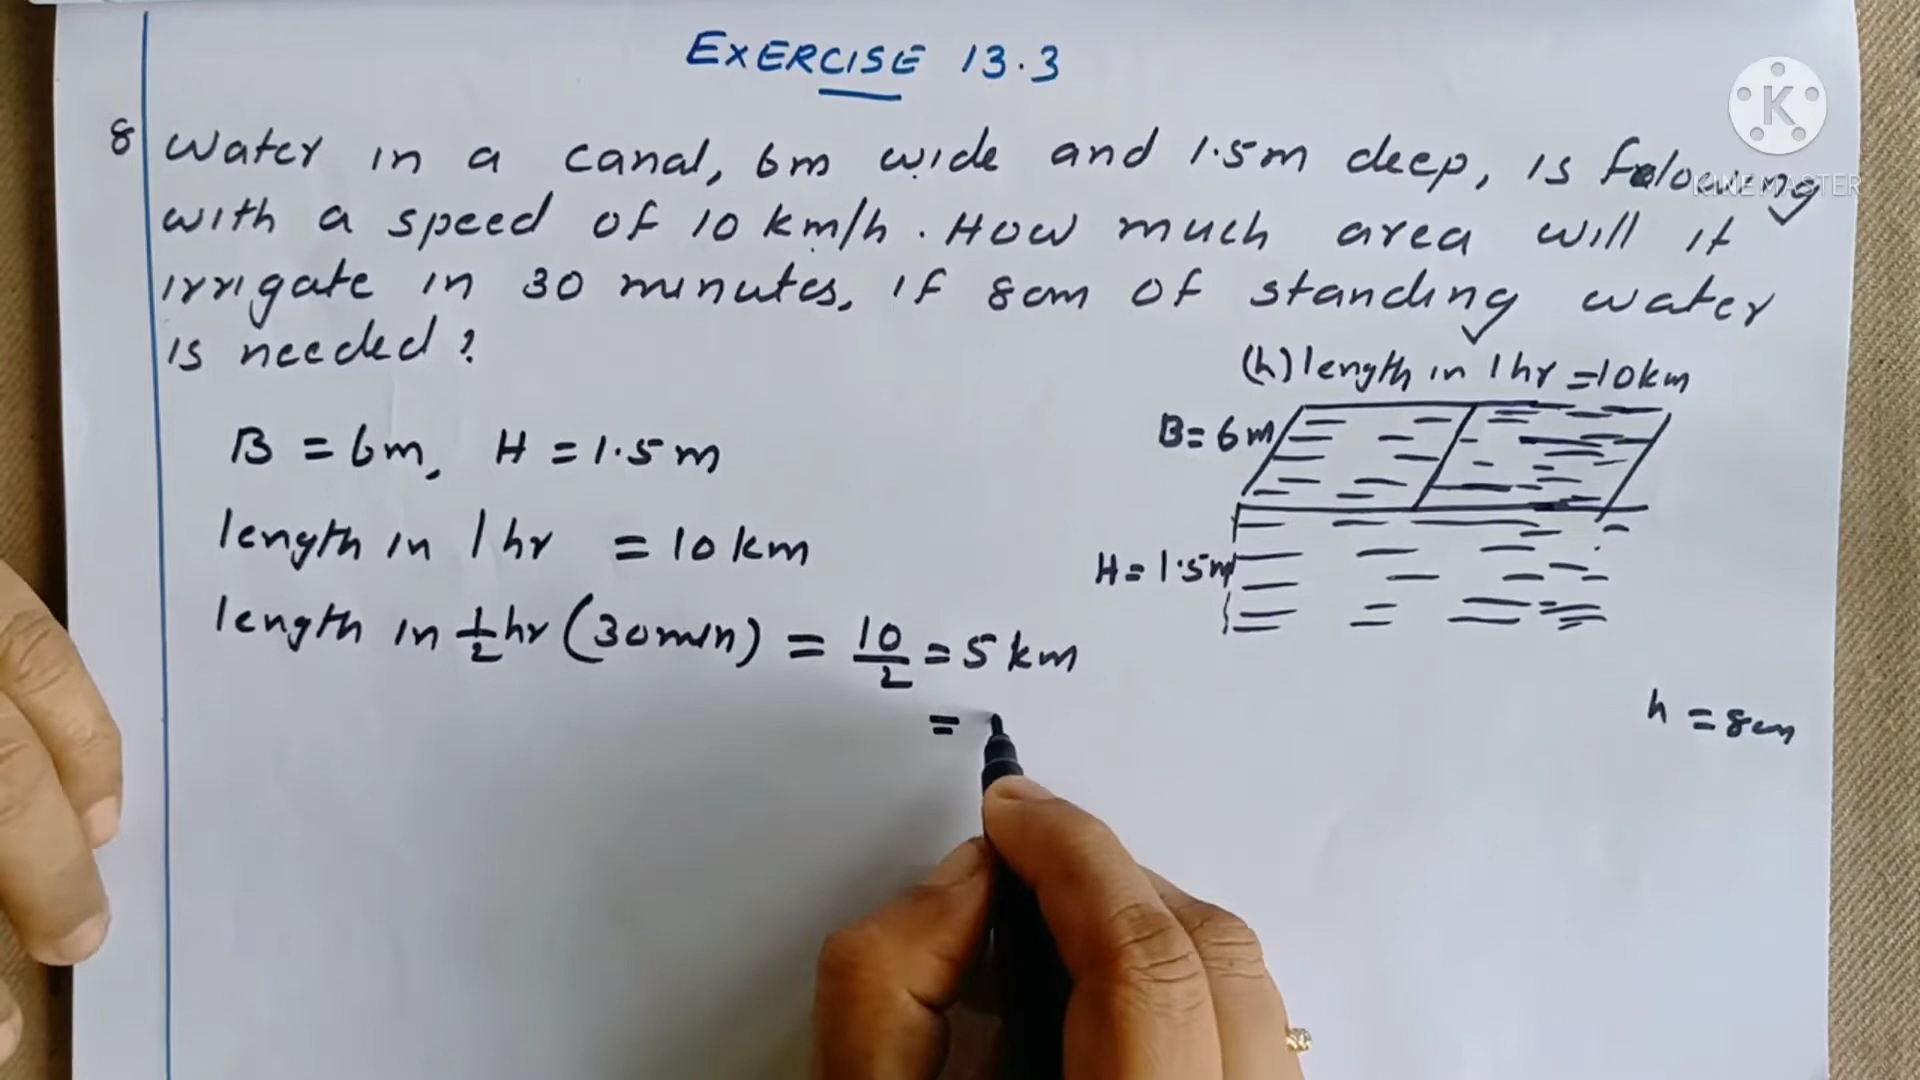 EXERCISE 13.3
8 Water in a canal, 6m wide and 1.5m deep, is
with a speed of 10 km/h. How much area will it
irrigate in 30 minutes, if 8cm of standing water
is needed?
(h) length in 1 hr = 10km
B = 6m
H = 1.5m
h = 8cm
B = 6m, H = 1.5m
length in 1 hr = 10 km
length in 1/2 hr (30min) = 10/2 = 5 km
=
K
KINEMASTER